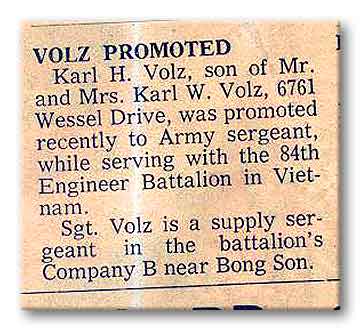 VOLZ PROMOTED
Karl H. Volz, son of Mr.
and Mrs. Karl W. Volz, 6761
Wessel Drive, was promoted
recently to Army sergeant,
while serving with the 84th
Engineer Battalion in Viet-
nam.
Sgt. Volz is a supply ser-
geant in the battalion's
Company B near Bong Son.